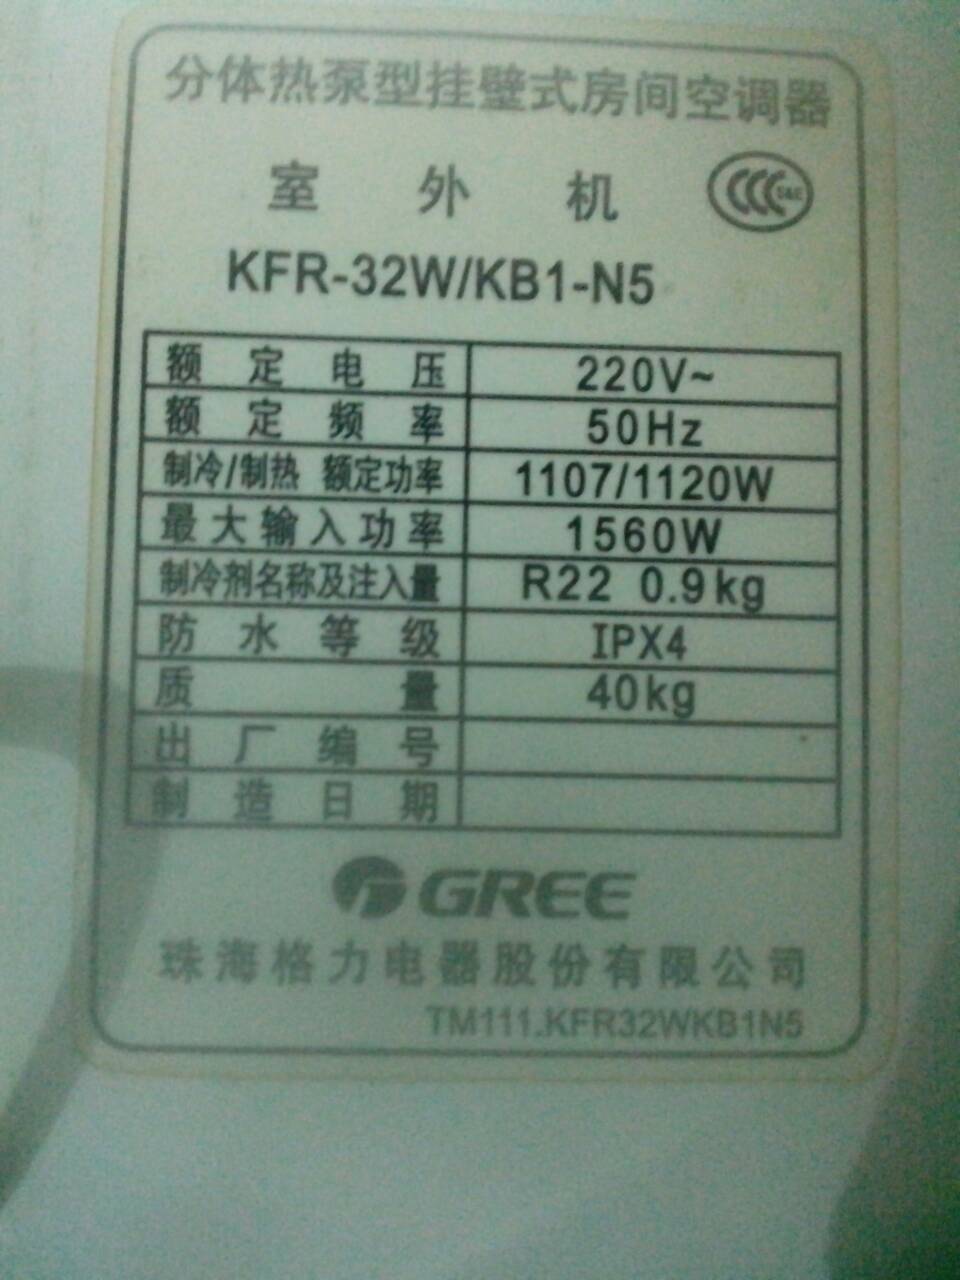 分体热泵型挂壁式房间空调器
室外机
S&E
KFR-32W/KB1-N5
额定电压 220V~
额定频率 50Hz
制冷/制热 额定功率 1107/1120W
最大输入功率 1560W
制冷剂名称及注入量 R22 0.9kg
防水等级 IPX4
质量 40kg
出厂编号
制造日期
GREE
珠海格力电器股份有限公司
TM111.KFR32WKB1N5